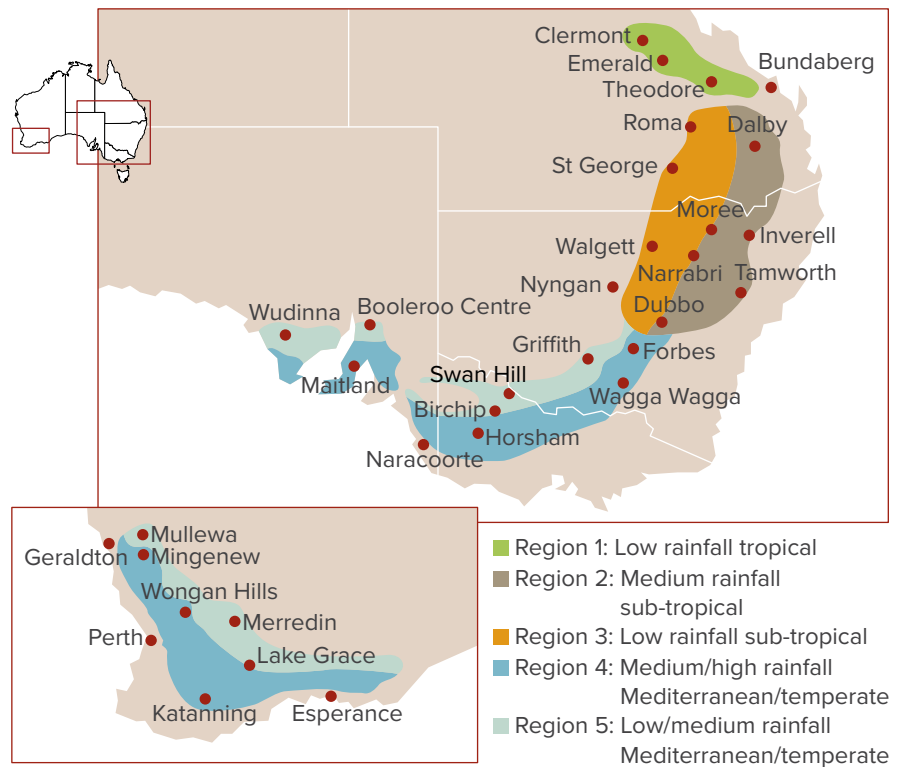 Clermont
Emerald
Bundaberg
Theodore
Roma
Dalby
St George
Moree
Inverell
Walgett
Narrabri
Tamworth
Nyngan
Dubbo
Wudinna
Booleroo Centre
Griffith
Forbes
Swan Hill
Maitland
Wagga Wagga
Birchip
Horsham
Naracoorte
Mullewa
Geraldton
Mingenew
Wongan Hills
Merredin
Perth
Lake Grace
Katanning
Esperance
Region 1: Low rainfall tropical
Region 2: Medium rainfall
sub-tropical
Region 3: Low rainfall sub-tropical
Region 4: Medium/high rainfall
Mediterranean/temperate
Region 5: Low/medium rainfall
Mediterranean/temperate